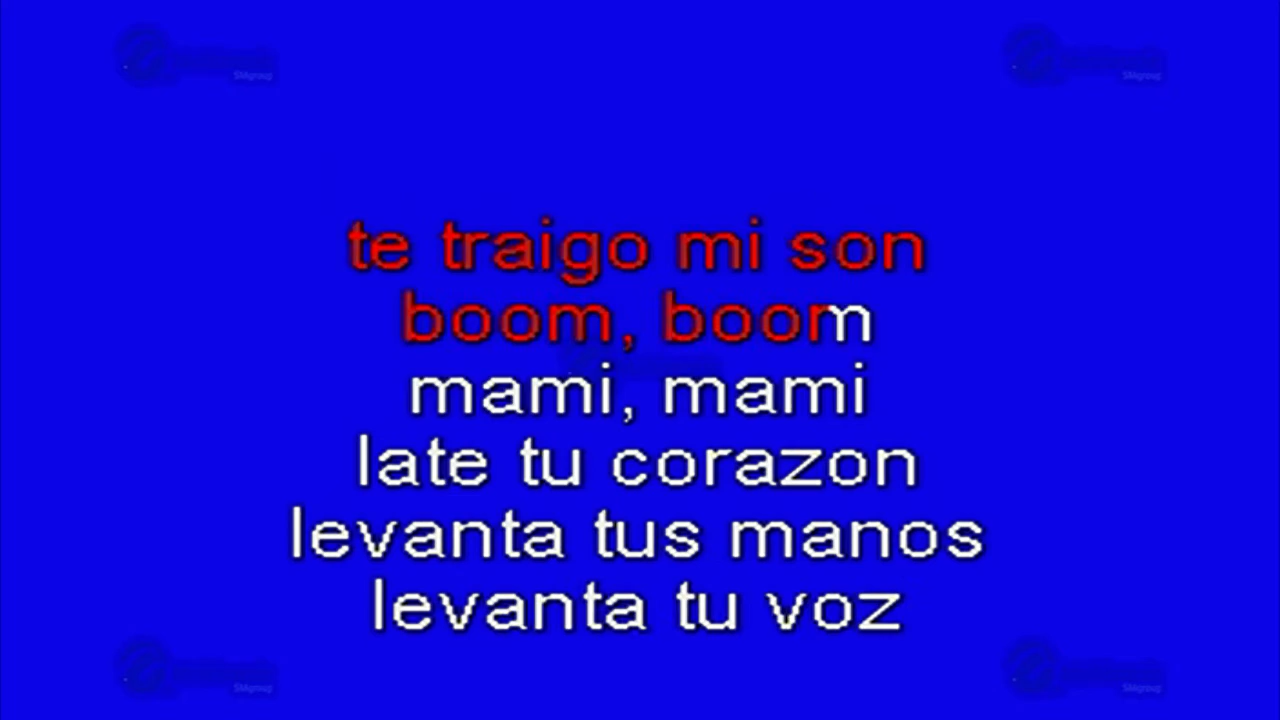 te traigo mi son
boom, boom
mami, mami
late tu corazon
levanta tus manos
levanta tu voz